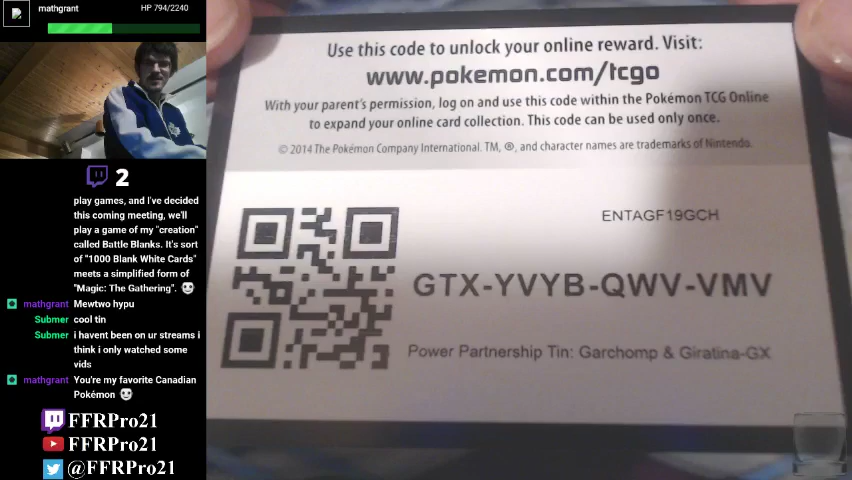 mathgrant
HP 794/2240
2
play games, and I've decided
this coming meeting, we'll
play a game of my "creation"
called Battle Blanks. It's sort
of "1000 Blank White Cards"
meets a simplified form of
"Magic: The Gathering".
mathgrant Mewtwo hypu
Submer cool tin
Submer i havent been on ur streams i
think i only watched some
vids
mathgrant You're my favorite Canadian
Pokémon
FFRPro21
FFRPro21
@FFRPro21
Use this code to unlock your online reward. Visit:
www.pokemon.com/tcgo
With your parent's permission, log on and use this code within the Pokémon TCG Online
to expand your online card collection. This code can be used only once.
© 2014 The Pokémon Company International. TM, ®, and character names are trademarks of Nintendo.
ENTAGF19GCH
GTX-YVYB-QWV-VMV
Power Partnership Tin: Garchomp & Giratina-GX